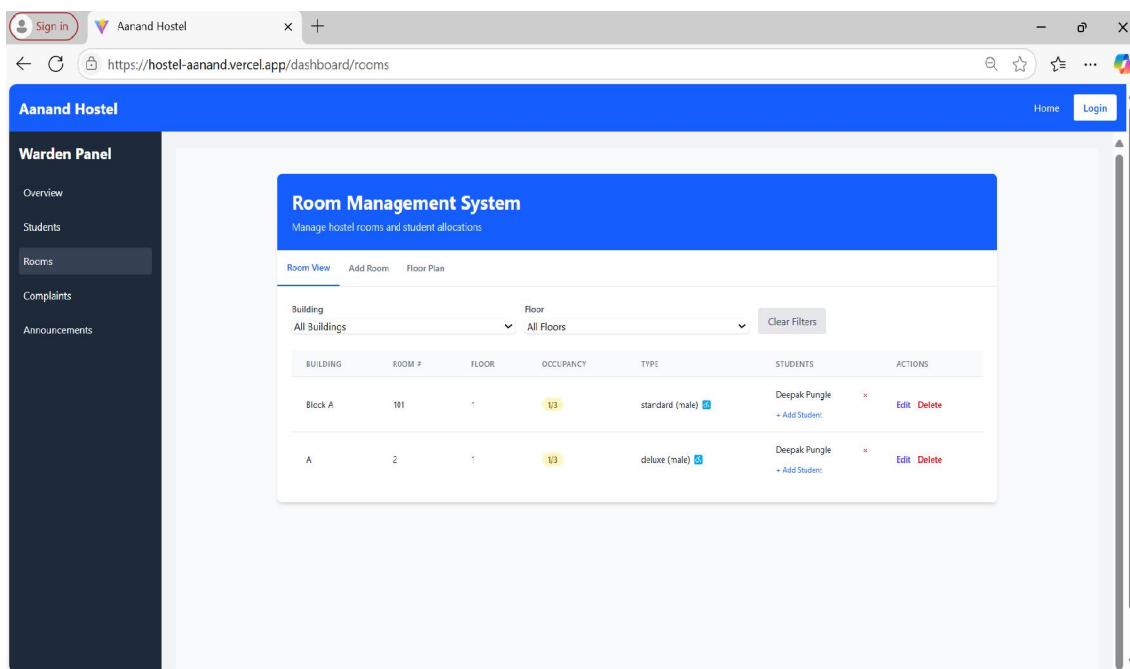 Sign in
Aanand Hostel
https://hostel-aanand.vercel.app/dashboard/rooms
Aanand Hostel
Home
Login
Warden Panel
Overview
Students
Rooms
Complaints
Announcements
Room Management System
Manage hostel rooms and student allocations
Room View
Add Room
Floor Plan
Building
Floor
All Buildings
All Floors
Clear Filters
BUILDING ROOM # FLOOR OCCUPANCY TYPE STUDENTS ACTIONS
Block A 101 1 1/3 standard (male) Deepak Pungle × Edit Delete
+ Add Student
A 2 1 1/3 deluxe (male) Deepak Pungle × Edit Delete
+ Add Student